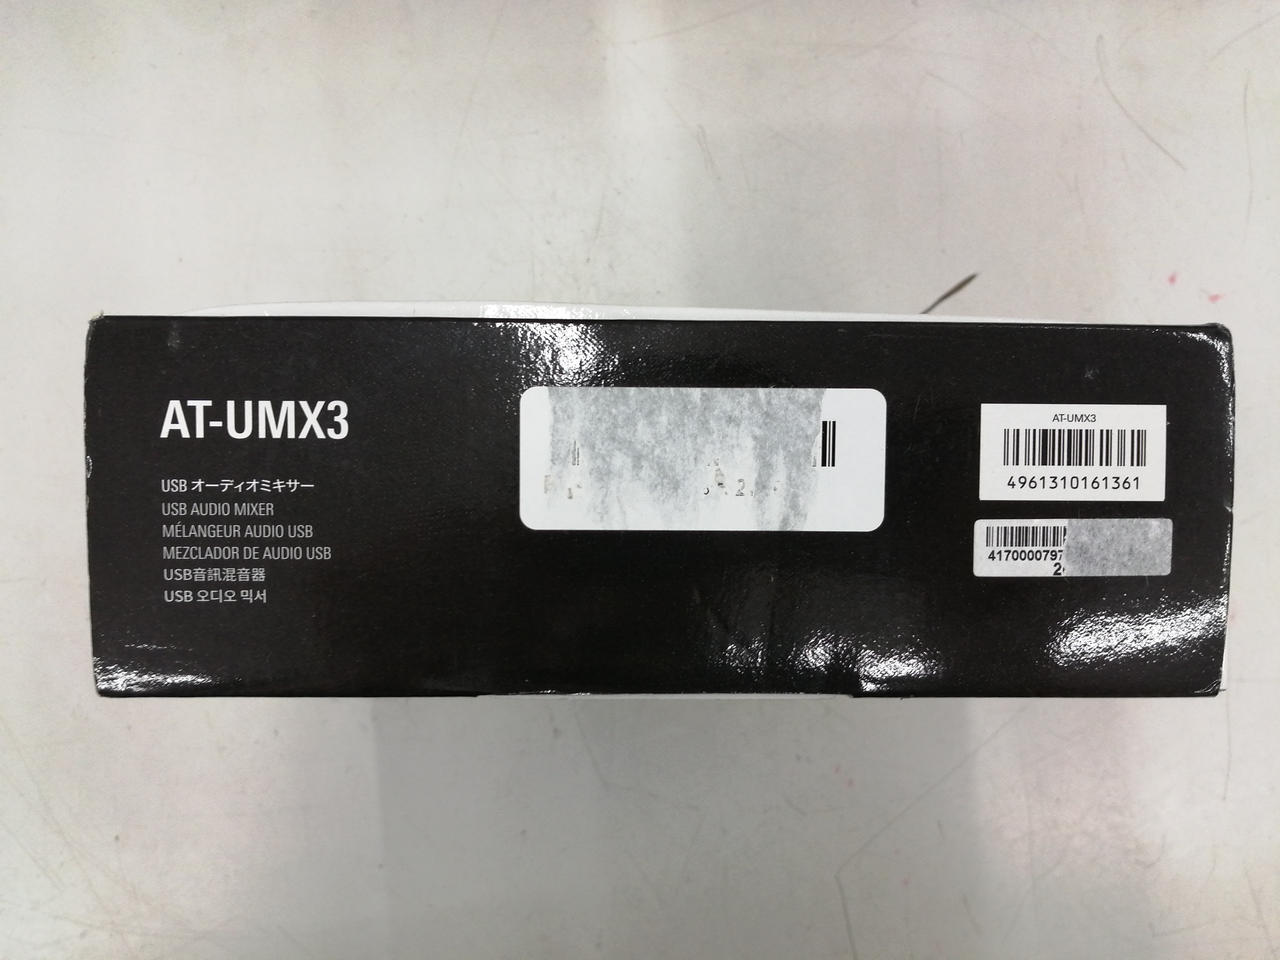 AT-UMX3
USB オーディオミキサー
USB AUDIO MIXER
MÉLANGEUR AUDIO USB
MEZCLADOR DE AUDIO USB
USB音訊混音器
USB 오디오 믹서
AT-UMX3
4961310161361
4170000797